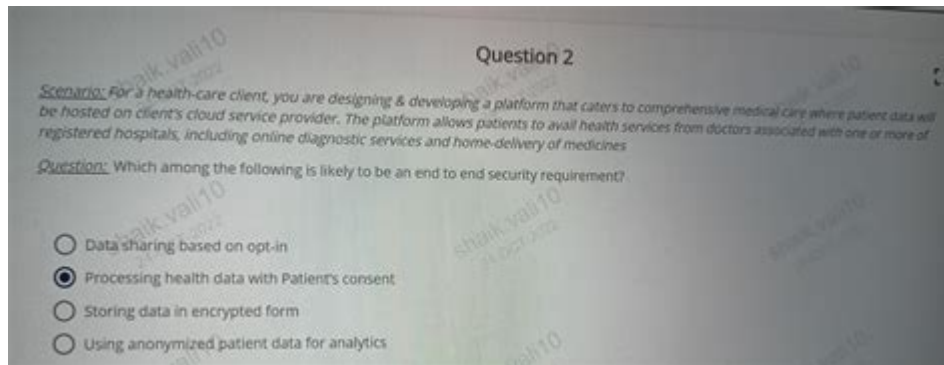 Question 2
Scenario: For a health-care client, you are designing & developing a platform that caters to comprehensive medical care where patient data will
be hosted on client's cloud service provider. The platform allows patients to avail health services from doctors associated with one or more of
registered hospitals, including online diagnostic services and home-delivery of medicines
Question: Which among the following is likely to be an end to end security requirement?
Data sharing based on opt-in
Processing health data with Patient's consent
Storing data in encrypted form
Using anonymized patient data for analytics
shaik.vali10
shaik.vali10